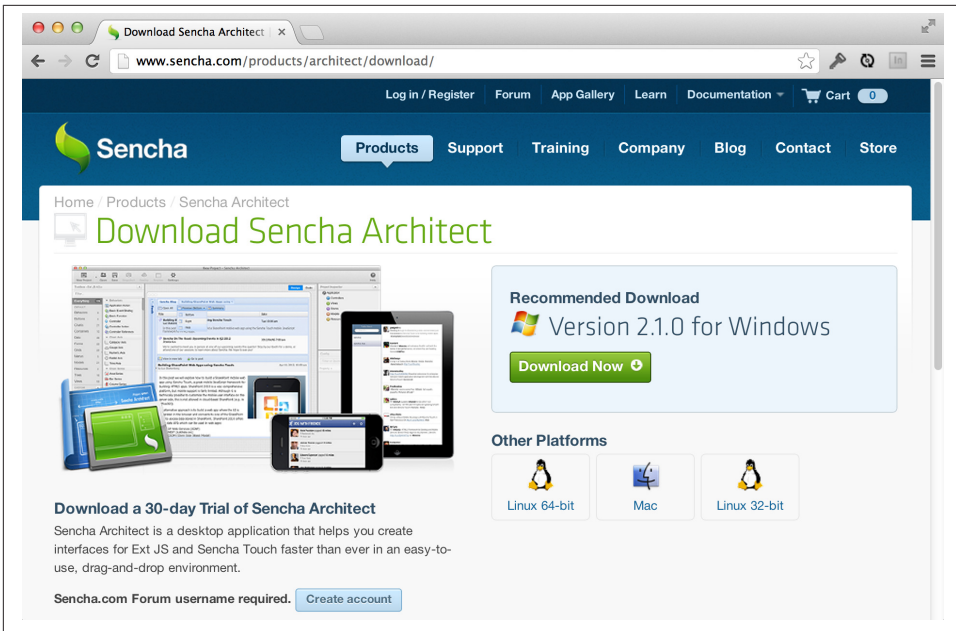 Download Sencha Architect
www.sencha.com/products/architect/download/
Log in / Register Forum App Gallery Learn Documentation Cart 0
Sencha
Products Support Training Company Blog Contact Store
Home / Products / Sencha Architect
Download Sencha Architect
Recommended Download
Version 2.1.0 for Windows
Download Now
Other Platforms
Linux 64-bit Mac Linux 32-bit
Download a 30-day Trial of Sencha Architect
Sencha Architect is a desktop application that helps you create
interfaces for Ext JS and Sencha Touch faster than ever in an easy-to-
use, drag-and-drop environment.
Sencha.com Forum username required. Create account